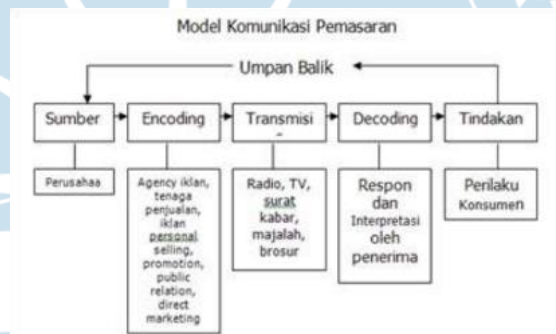 Model Komunikasi Pemasaran
Umpan Balik
Sumber
Encoding
Transmisi
Decoding
Tindakan
Perusahaa
Agency iklan,
tenaga
penjualan,
iklan
personal
selling,
promotion,
public
relation,
direct
marketing
Radio, TV,
surat
kabar,
majalah,
brosur
Respon
dan
Interpretasi
oleh
penerima
Perilaku
Konsumen